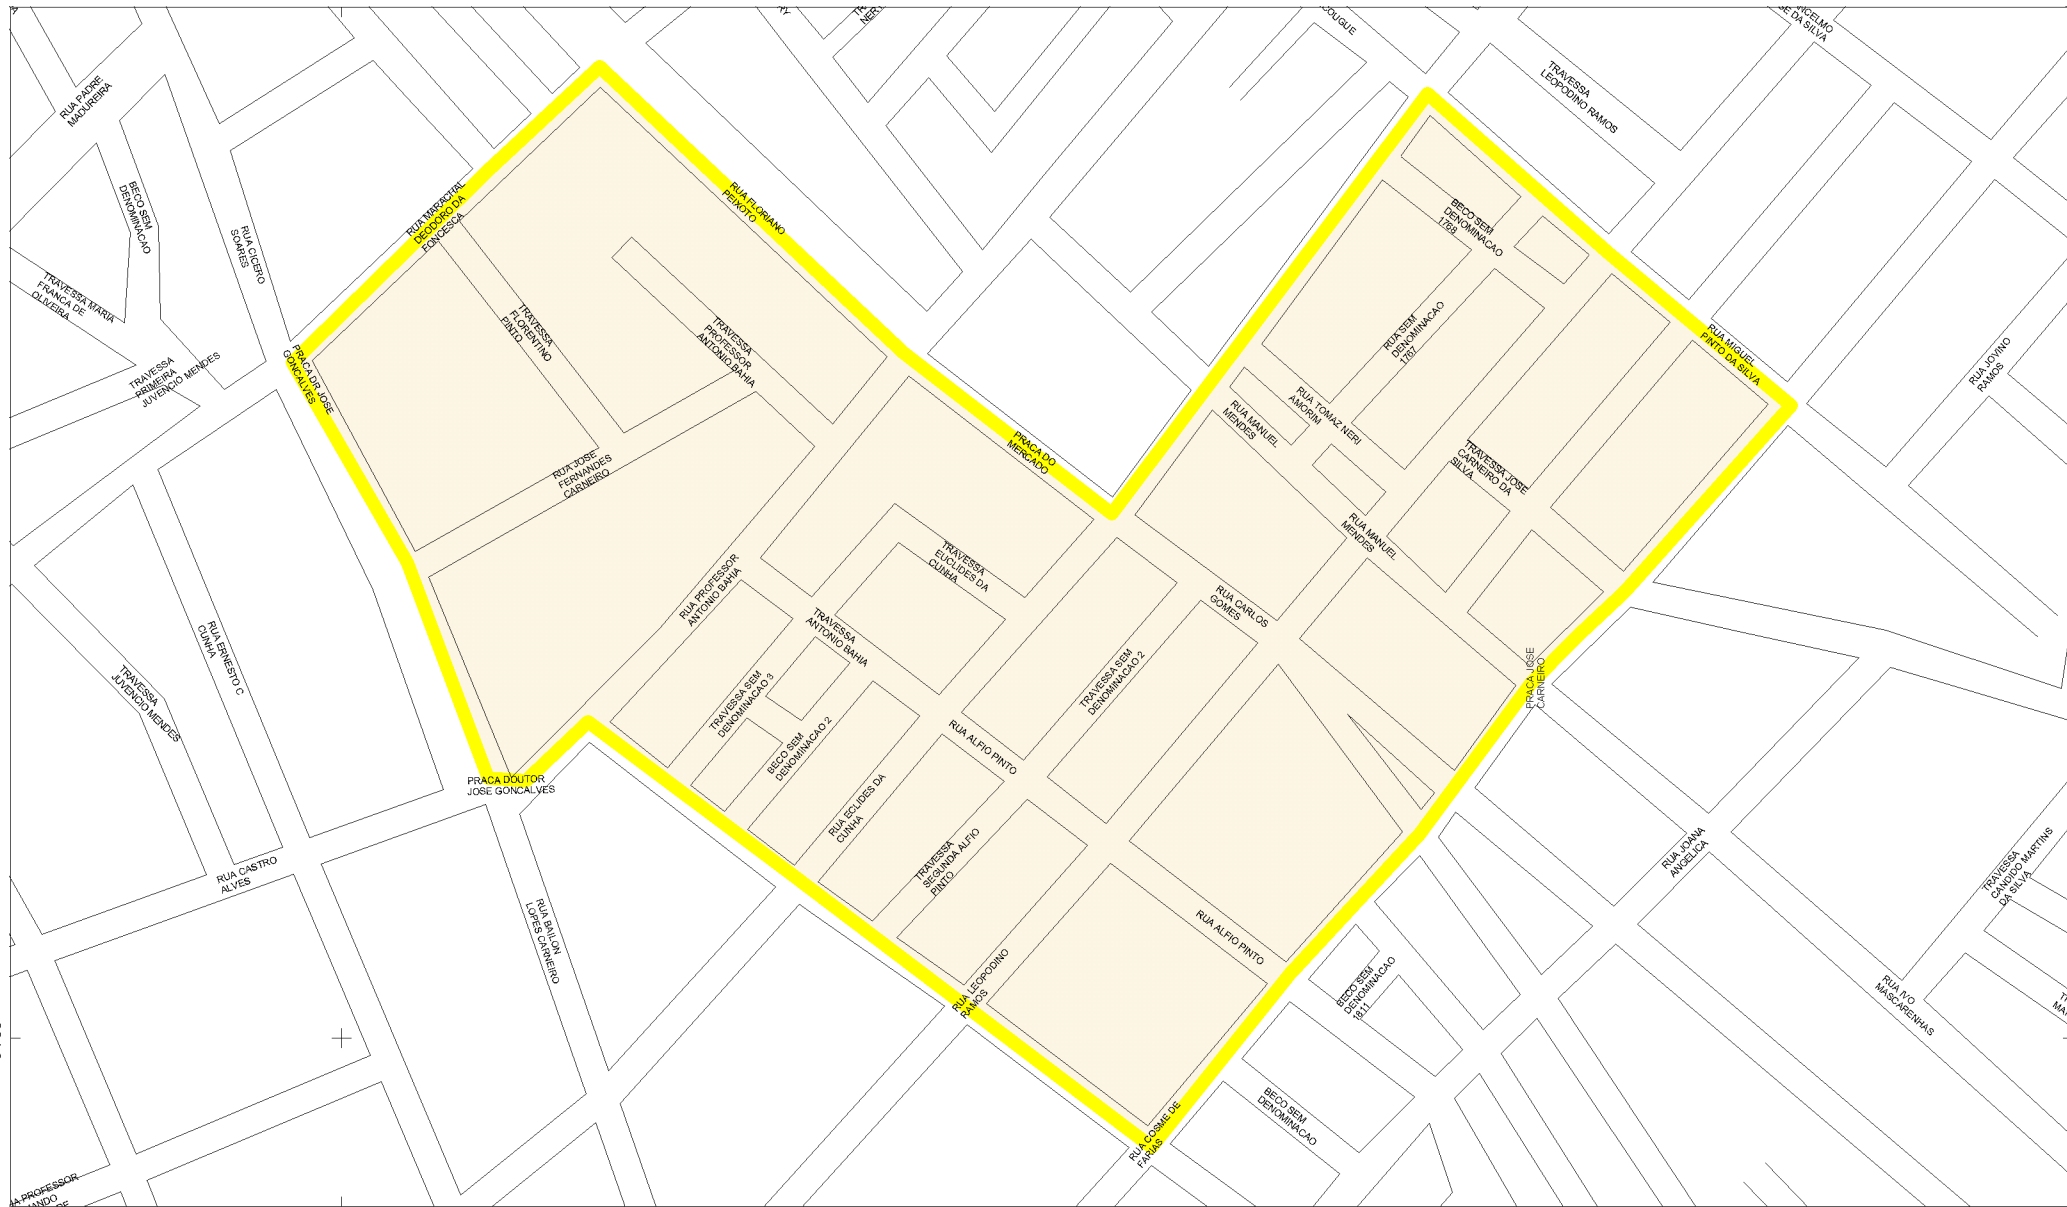 RUA PADRE
MADUREIRA
BECO SEM
DENOMINACAO
RUA CICERO
SOARES
TRAVESSA MARIA
FRANCA DE
OLIVEIRA
TRAVESSA
PRIMEIRA
JUVENCIO MENDES
RUA MARACHAL
DEODORO DA
FONCESCA
RUA FLORIANO
PEIXOTO
TRAVESSA
LEOPODINO RAMOS
BECO SEM
DENOMINACAO
1768
RUA SEM
DENOMINACAO
1767
RUA MIGUEL
PINTO DA SILVA
RUA JOVINO
RAMOS
PRACA DR JOSE
GONCALVES
TRAVESSA
FLORENTINO
PINTO
TRAVESSA
PROFESSOR
ANTONIO BAHIA
RUA JOSE
FERNANDES
CARNEIRO
PRACA DO
MERCADO
RUA TOMAZ NERI
AMORIM
RUA MANUEL
MENDES
TRAVESSA JOSE
CARNEIRO DA
SILVA
RUA MANUEL
MENDES
TRAVESSA
EUCLIDES DA
CUNHA
RUA PROFESSOR
ANTONIO BAHIA
TRAVESSA
ANTONIO BAHIA
RUA CARLOS
GOMES
RUA ERNESTO C
CUNHA
TRAVESSA
JUVENCIO MENDES
TRAVESSA SEM
DENOMINACAO 3
BECO SEM
DENOMINACAO 2
TRAVESSA SEM
DENOMINACAO 2
PRACA JOSE
CARNEIRO
RUA ALFIO PINTO
PRACA DOUTOR
JOSE GONCALVES
RUA ECLIDES DA
CUNHA
TRAVESSA
SEGUNDA ALFIO
PINTO
RUA CASTRO
ALVES
RUA BAILON
LOPES CARNEIRO
RUA ALFIO PINTO
RUA LEOPODINO
RAMOS
RUA JOANA
ANGELICA
TRAVESSA
CANDIDO MARTINS
DA SILVA
BECO SEM
DENOMINACAO
1811
RUA IVO
MASCARENHAS
BECO SEM
DENOMINACAO
RUA COSME DE
FARIAS
PROFESSOR